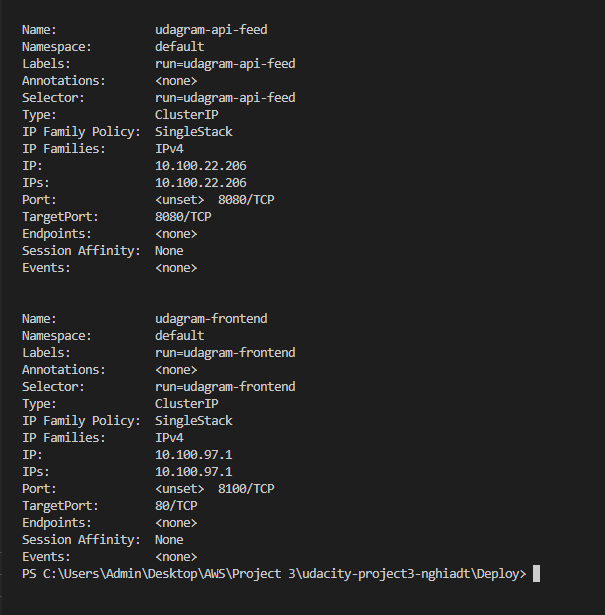 Name:              udagram-api-feed
Namespace:         default
Labels:            run=udagram-api-feed
Annotations:       <none>
Selector:          run=udagram-api-feed
Type:              ClusterIP
IP Family Policy:  SingleStack
IP Families:       IPv4
IP:                10.100.22.206
IPs:               10.100.22.206
Port:              <unset>  8080/TCP
TargetPort:        8080/TCP
Endpoints:         <none>
Session Affinity:  None
Events:            <none>
Name:              udagram-frontend
Namespace:         default
Labels:            run=udagram-frontend
Annotations:       <none>
Selector:          run=udagram-frontend
Type:              ClusterIP
IP Family Policy:  SingleStack
IP Families:       IPv4
IP:                10.100.97.1
IPs:               10.100.97.1
Port:              <unset>  8100/TCP
TargetPort:        80/TCP
Endpoints:         <none>
Session Affinity:  None
Events:            <none>
PS C:\Users\Admin\Desktop\AWS\Project 3\udacity-project3-nghiadt\Deploy>